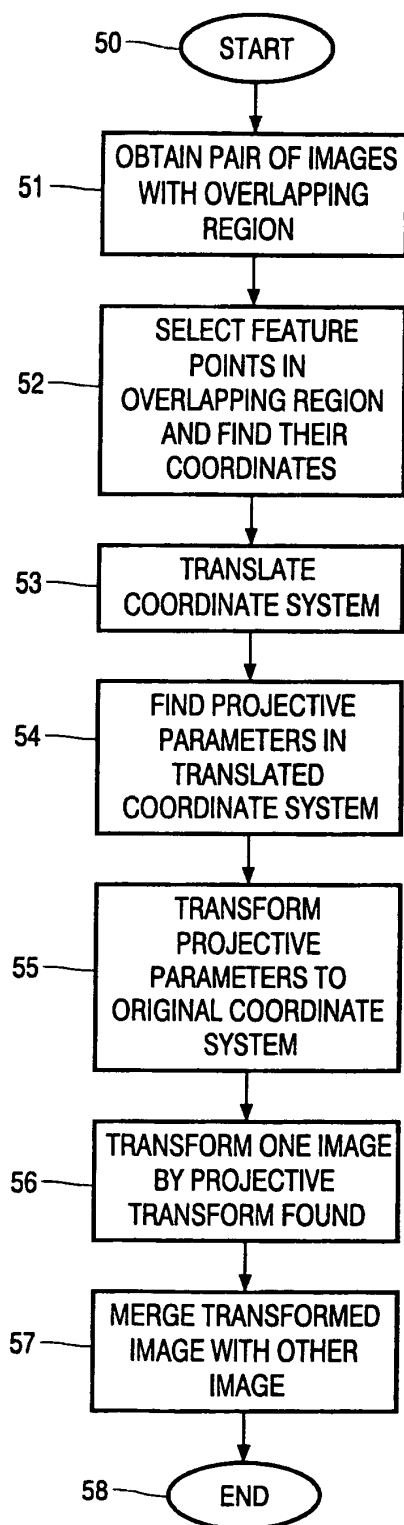 50
START
51
OBTAIN PAIR OF IMAGES
WITH OVERLAPPING
REGION
52
SELECT FEATURE
POINTS IN
OVERLAPPING REGION
AND FIND THEIR
COORDINATES
53
TRANSLATE
COORDINATE SYSTEM
54
FIND PROJECTIVE
PARAMETERS IN
TRANSLATED
COORDINATE SYSTEM
55
TRANSFORM
PROJECTIVE
PARAMETERS TO
ORIGINAL COORDINATE
SYSTEM
56
TRANSFORM ONE IMAGE
BY PROJECTIVE
TRANSFORM FOUND
57
MERGE TRANSFORMED
IMAGE WITH OTHER
IMAGE
58
END